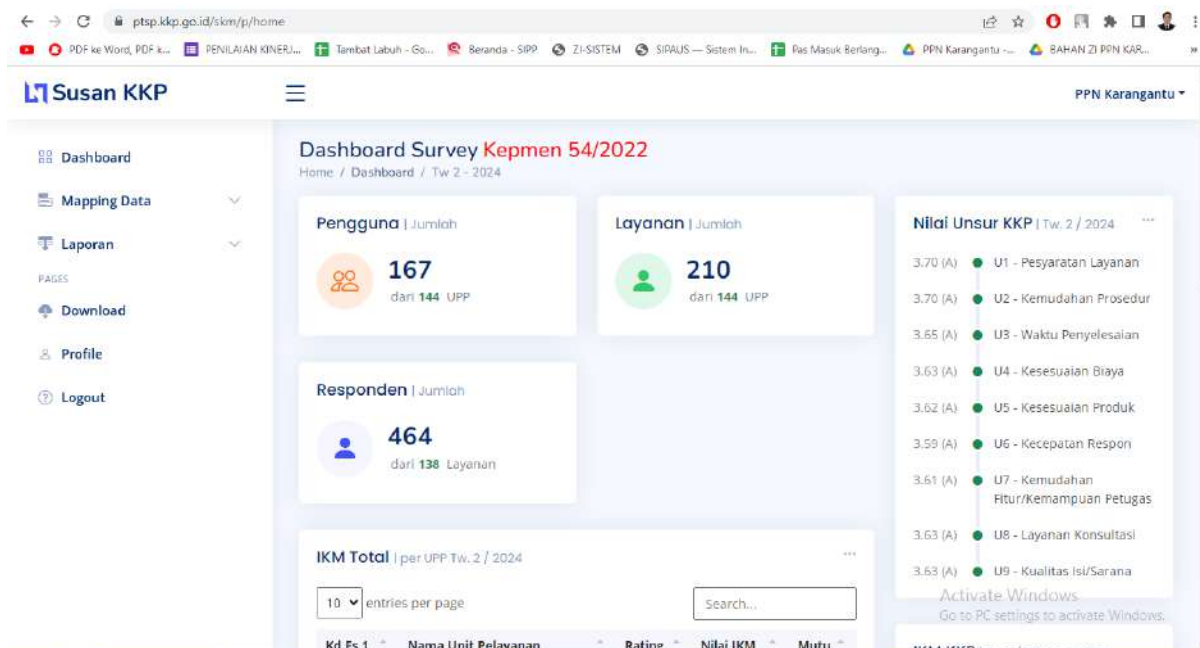 ptsp.kkp.go.id/skm/p/home
PDF ke Word, PDF k...
PENILAIAN KINERJ...
Tambat Labuh - Go...
Beranda - SIPP
ZI-SISTEM
SIPAUS — Sistem In...
Pas Masuk Berlang...
PPN Karangantu -...
BAHAN ZI PPN KAR...
Susan KKP
PPN Karangantu
Dashboard
Mapping Data
Laporan
PAGES
Download
Profile
Logout
Dashboard Survey Kepmen 54/2022
Home / Dashboard / Tw 2 - 2024
Pengguna | Jumlah
167
dari 144 UPP
Layanan | Jumlah
210
dari 144 UPP
Responden | Jumlah
464
dari 138 Layanan
IKM Total | per UPP Tw. 2 / 2024
10 entries per page
Search...
Kd Es 1 Nama Unit Pelayanan Rating Nilai IKM Mutu
Nilai Unsur KKP | Tw. 2 / 2024
3.70 (A) U1 - Pesyaratan Layanan
3.70 (A) U2 - Kemudahan Prosedur
3.65 (A) U3 - Waktu Penyelesaian
3.63 (A) U4 - Kesesuaian Biaya
3.62 (A) U5 - Kesesuaian Produk
3.59 (A) U6 - Kecepatan Respon
3.61 (A) U7 - Kemudahan
Fitur/Kemampuan Petugas
3.63 (A) U8 - Layanan Konsultasi
3.63 (A) U9 - Kualitas Isi/Sarana
Activate Windows
Go to PC settings to activate Windows.